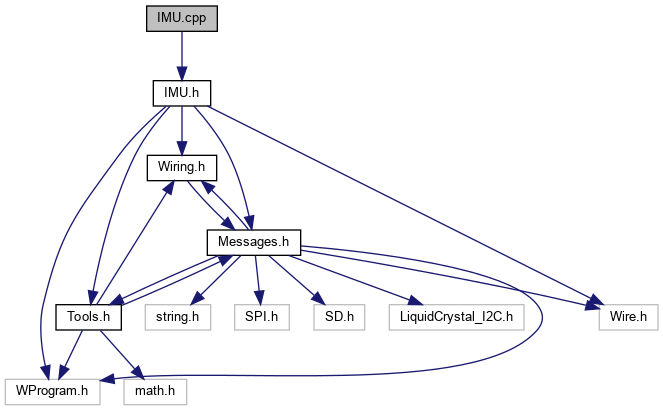 IMU.cpp
IMU.h
Wiring.h
Messages.h
Tools.h
string.h
SPI.h
SD.h
LiquidCrystal_I2C.h
Wire.h
WProgram.h
math.h